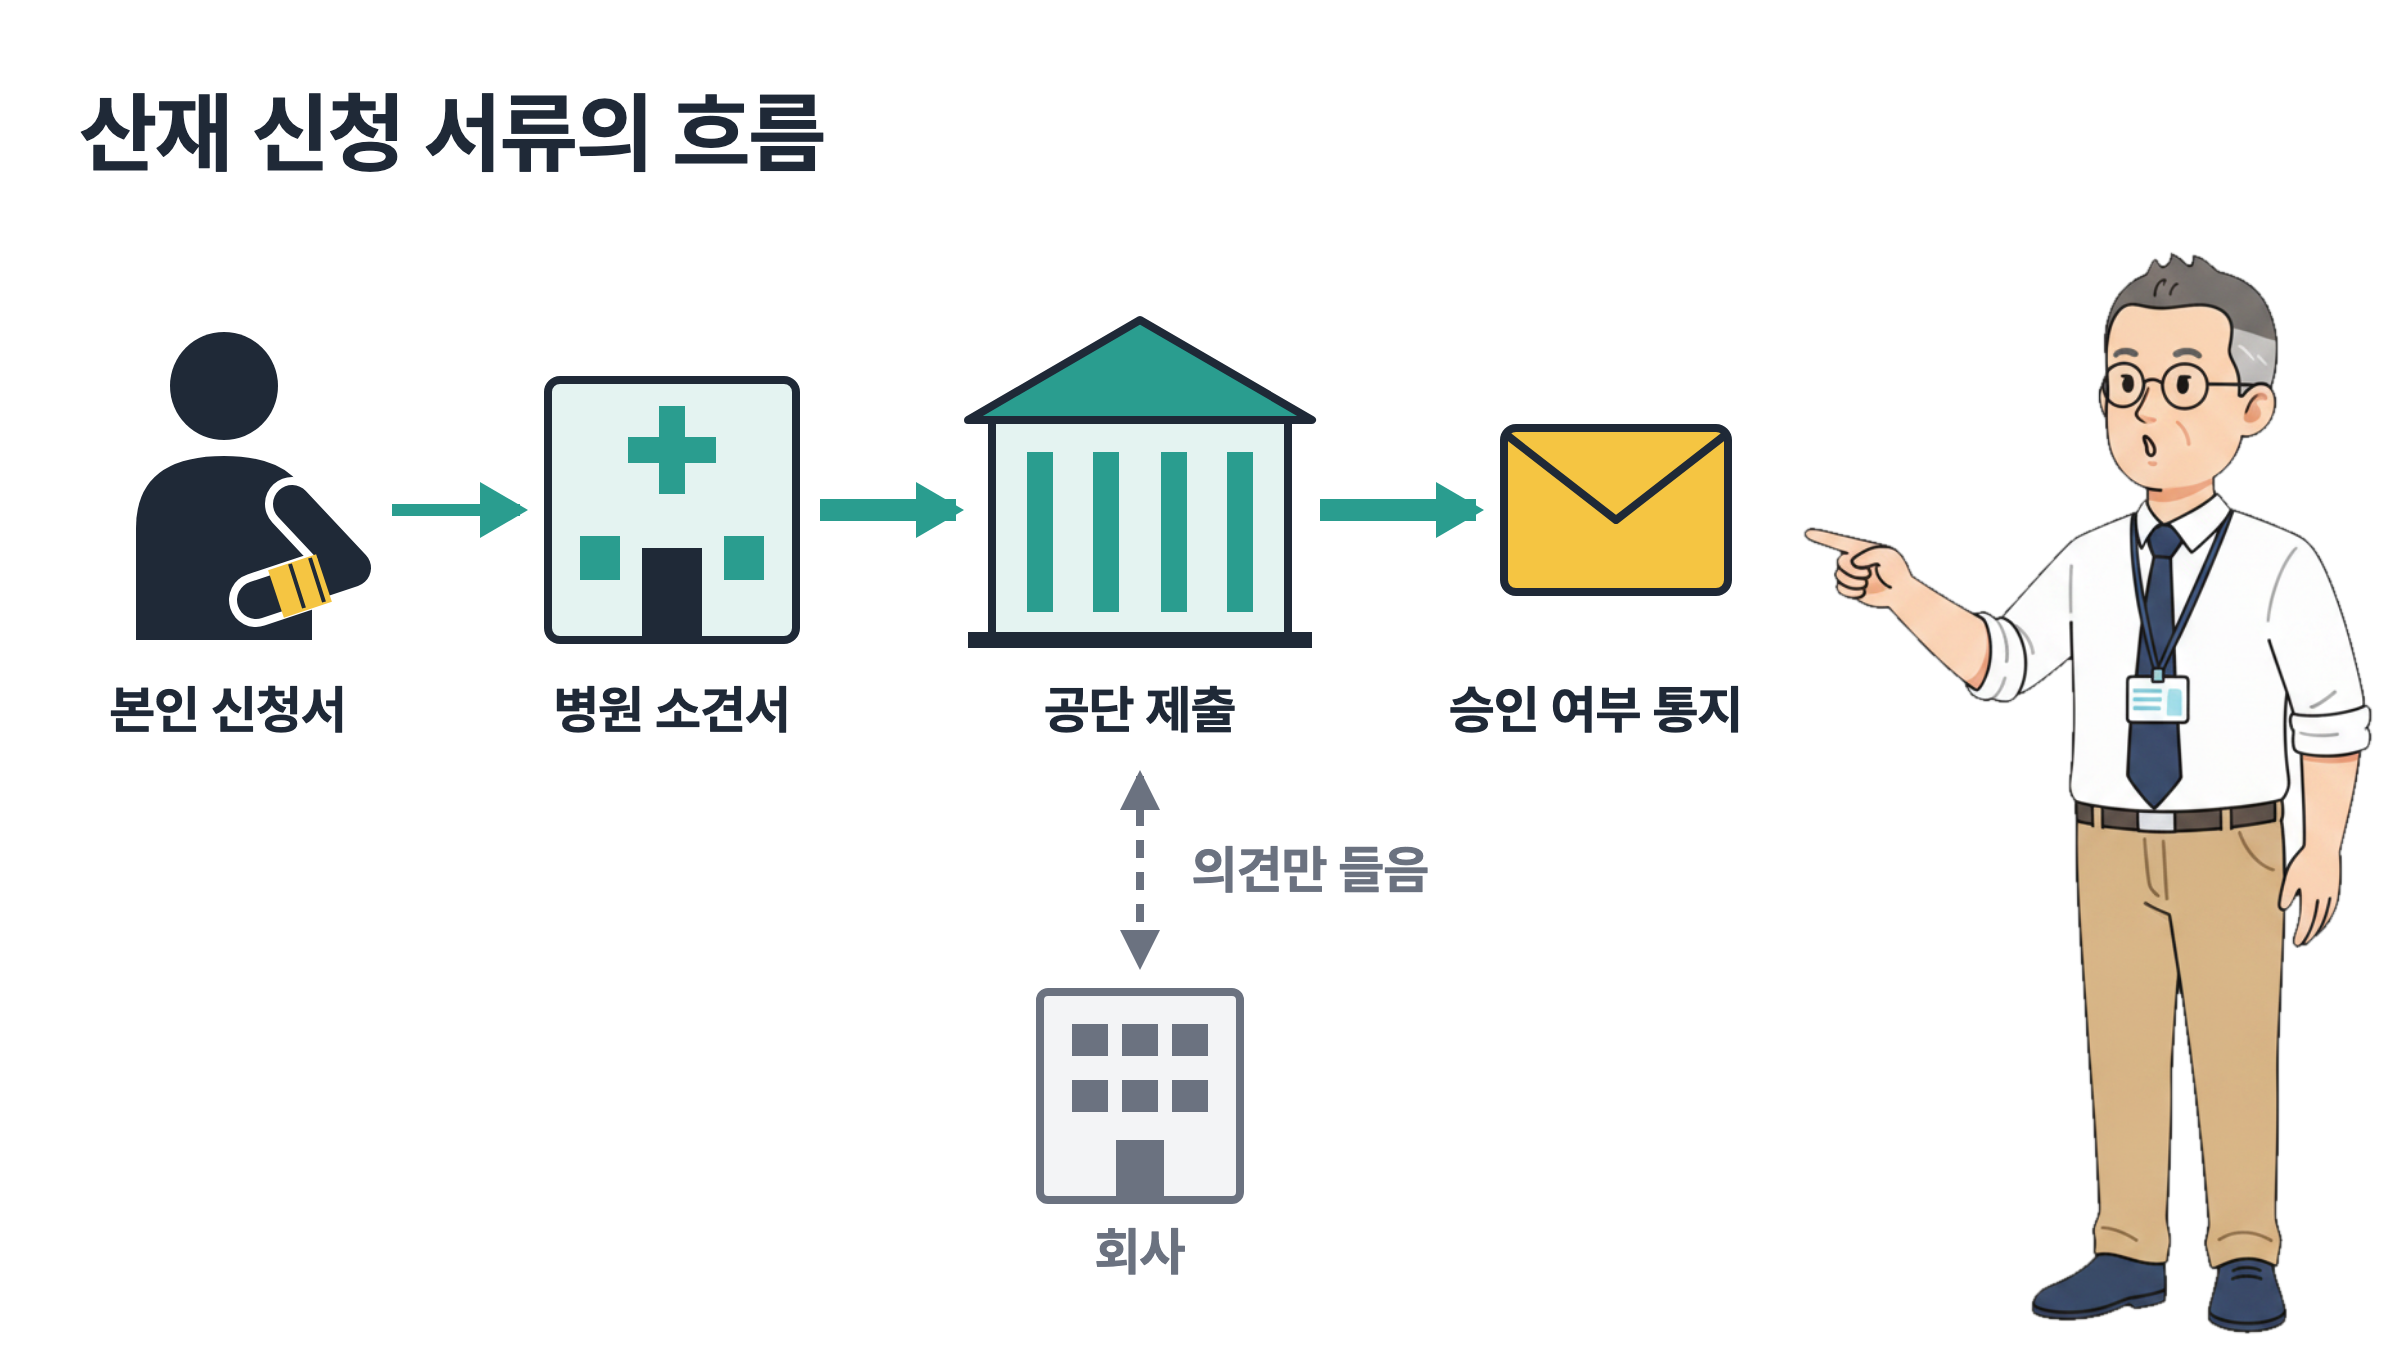 산재 신청 서류의 흐름
본인 신청서
병원 소견서
공단 제출
승인 여부 통지
의견만 들음
회사